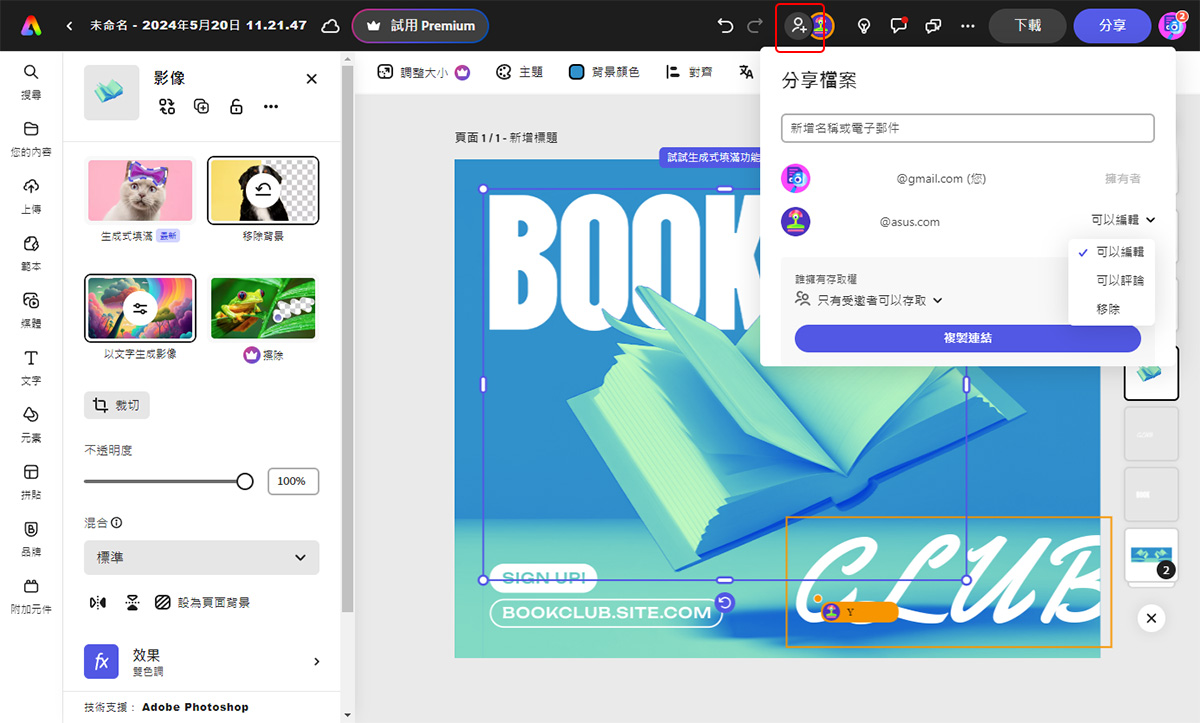 未命名 - 2024年5月20日 11.21.47
試用 Premium
下載
分享
2
搜尋
您的內容
上傳
範本
媒體
文字
元素
拼貼
品牌
附加元件
影像
生成式填滿 最新
移除背景
以文字生成影像
擦除
裁切
不透明度
100%
混合
標準
設為頁面背景
fx
效果
雙色調
技術支援： Adobe Photoshop
調整大小
主題
背景顏色
對齊
頁面 1 / 1 - 新增標題
試試生成式填滿功能
BOOK
SIGN UP!
BOOKCLUB.SITE.COM
CLUB
Y
分享檔案
新增名稱或電子郵件
@gmail.com (您)
擁有者
@asus.com
可以編輯
可以編輯
可以評論
移除
誰擁有存取權
只有受邀者可以存取
複製連結
2